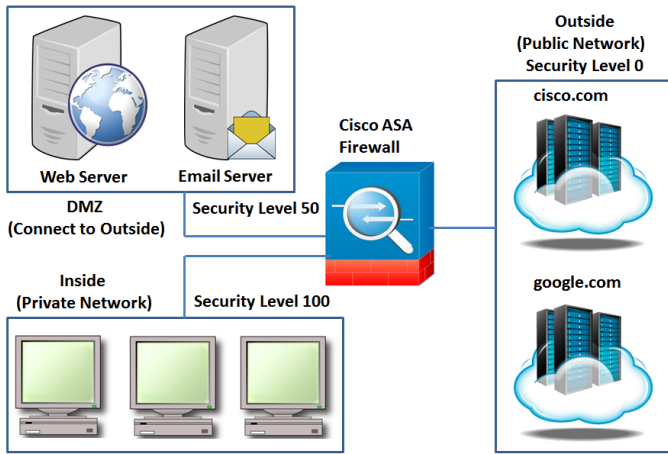 Web Server
Email Server
DMZ
(Connect to Outside)
Security Level 50
Inside
(Private Network)
Security Level 100
Cisco ASA
Firewall
Outside
(Public Network)
Security Level 0
cisco.com
google.com